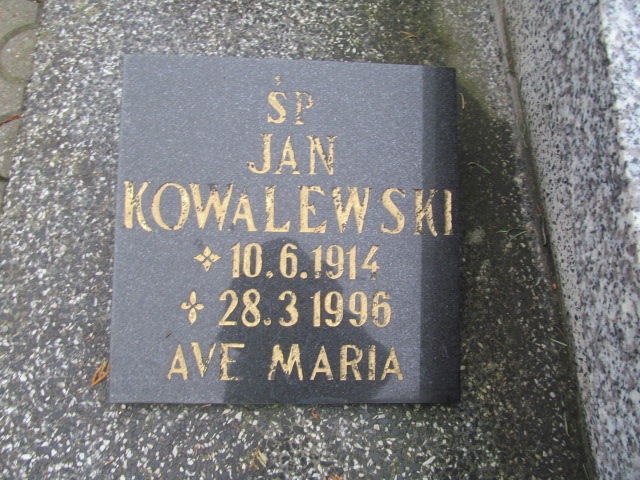 ŚP
JAN
KOWALEWSKI
10.6.1914
28.3 1996
AVE MARIA